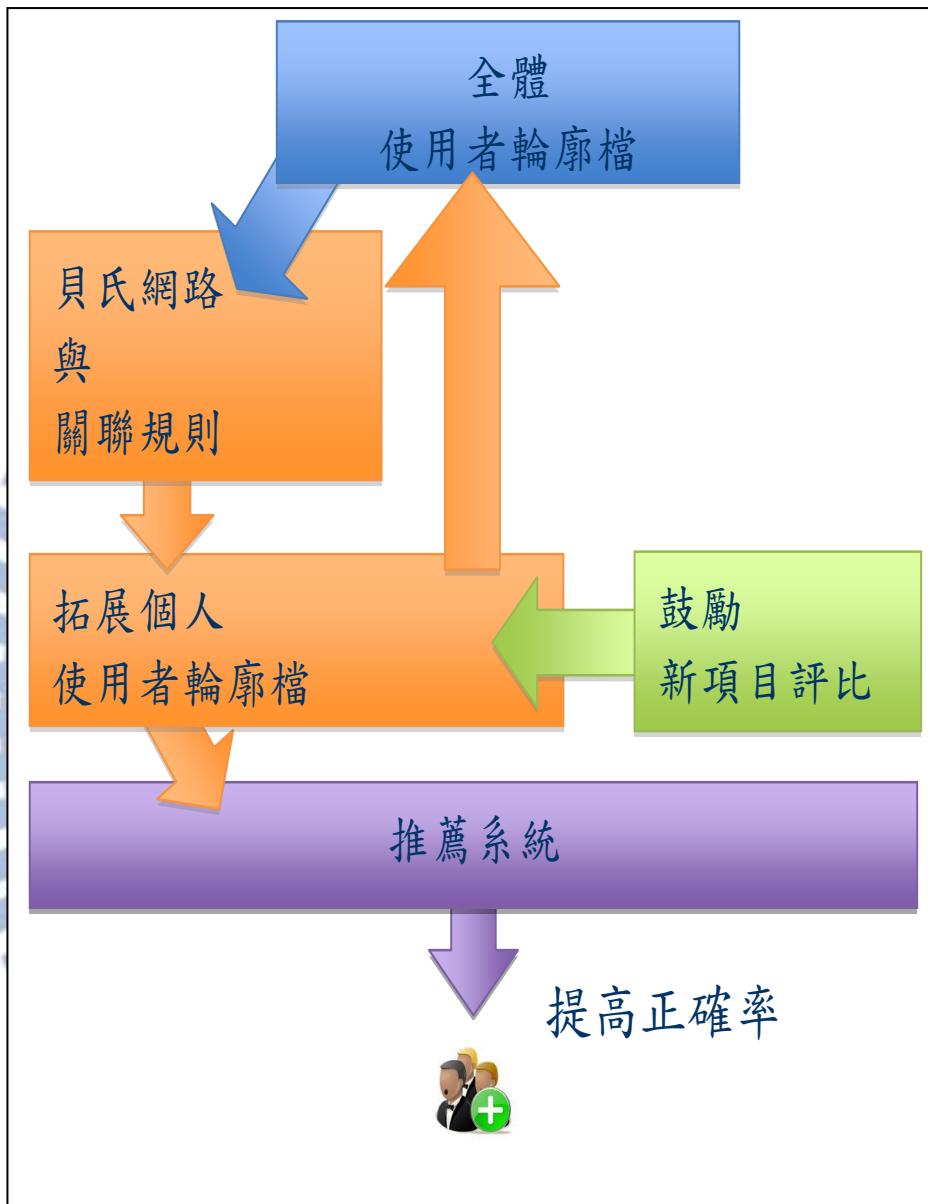 全體
使用者輪廓檔
貝氏網路
與
關聯規則
拓展個人
使用者輪廓檔
鼓勵
新項目評比
推薦系統
提高正確率